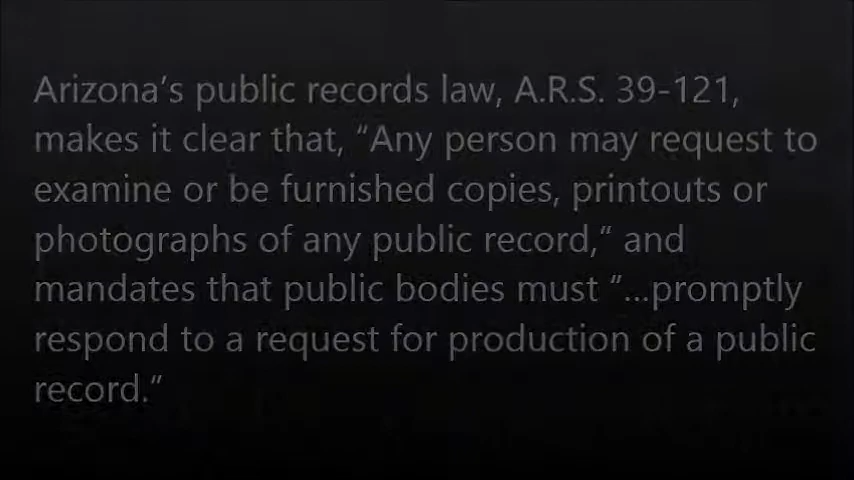 Arizona’s public records law, A.R.S. 39-121,
makes it clear that, “Any person may request to
examine or be furnished copies, printouts or
photographs of any public record,“ and
mandates that public bodies must “...promptly
respond to a request for production of a public
record.”